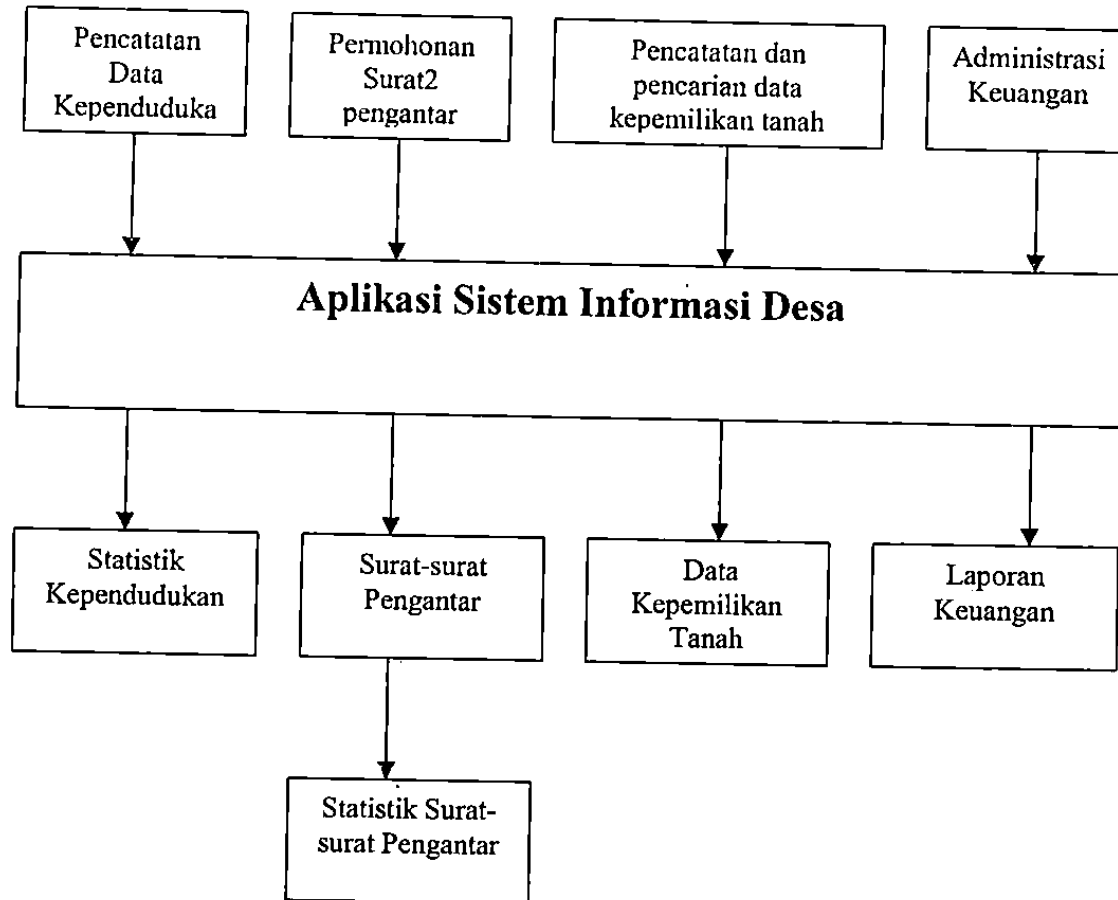 Pencatatan
Data
Kependuduka
Permohonan
Surat2
pengantar
Pencatatan dan
pencarian data
kepemilikan tanah
Administrasi
Keuangan
Aplikasi Sistem Informasi Desa
Statistik
Kependudukan
Surat-surat
Pengantar
Data
Kepemilikan
Tanah
Laporan
Keuangan
Statistik Surat-
surat Pengantar